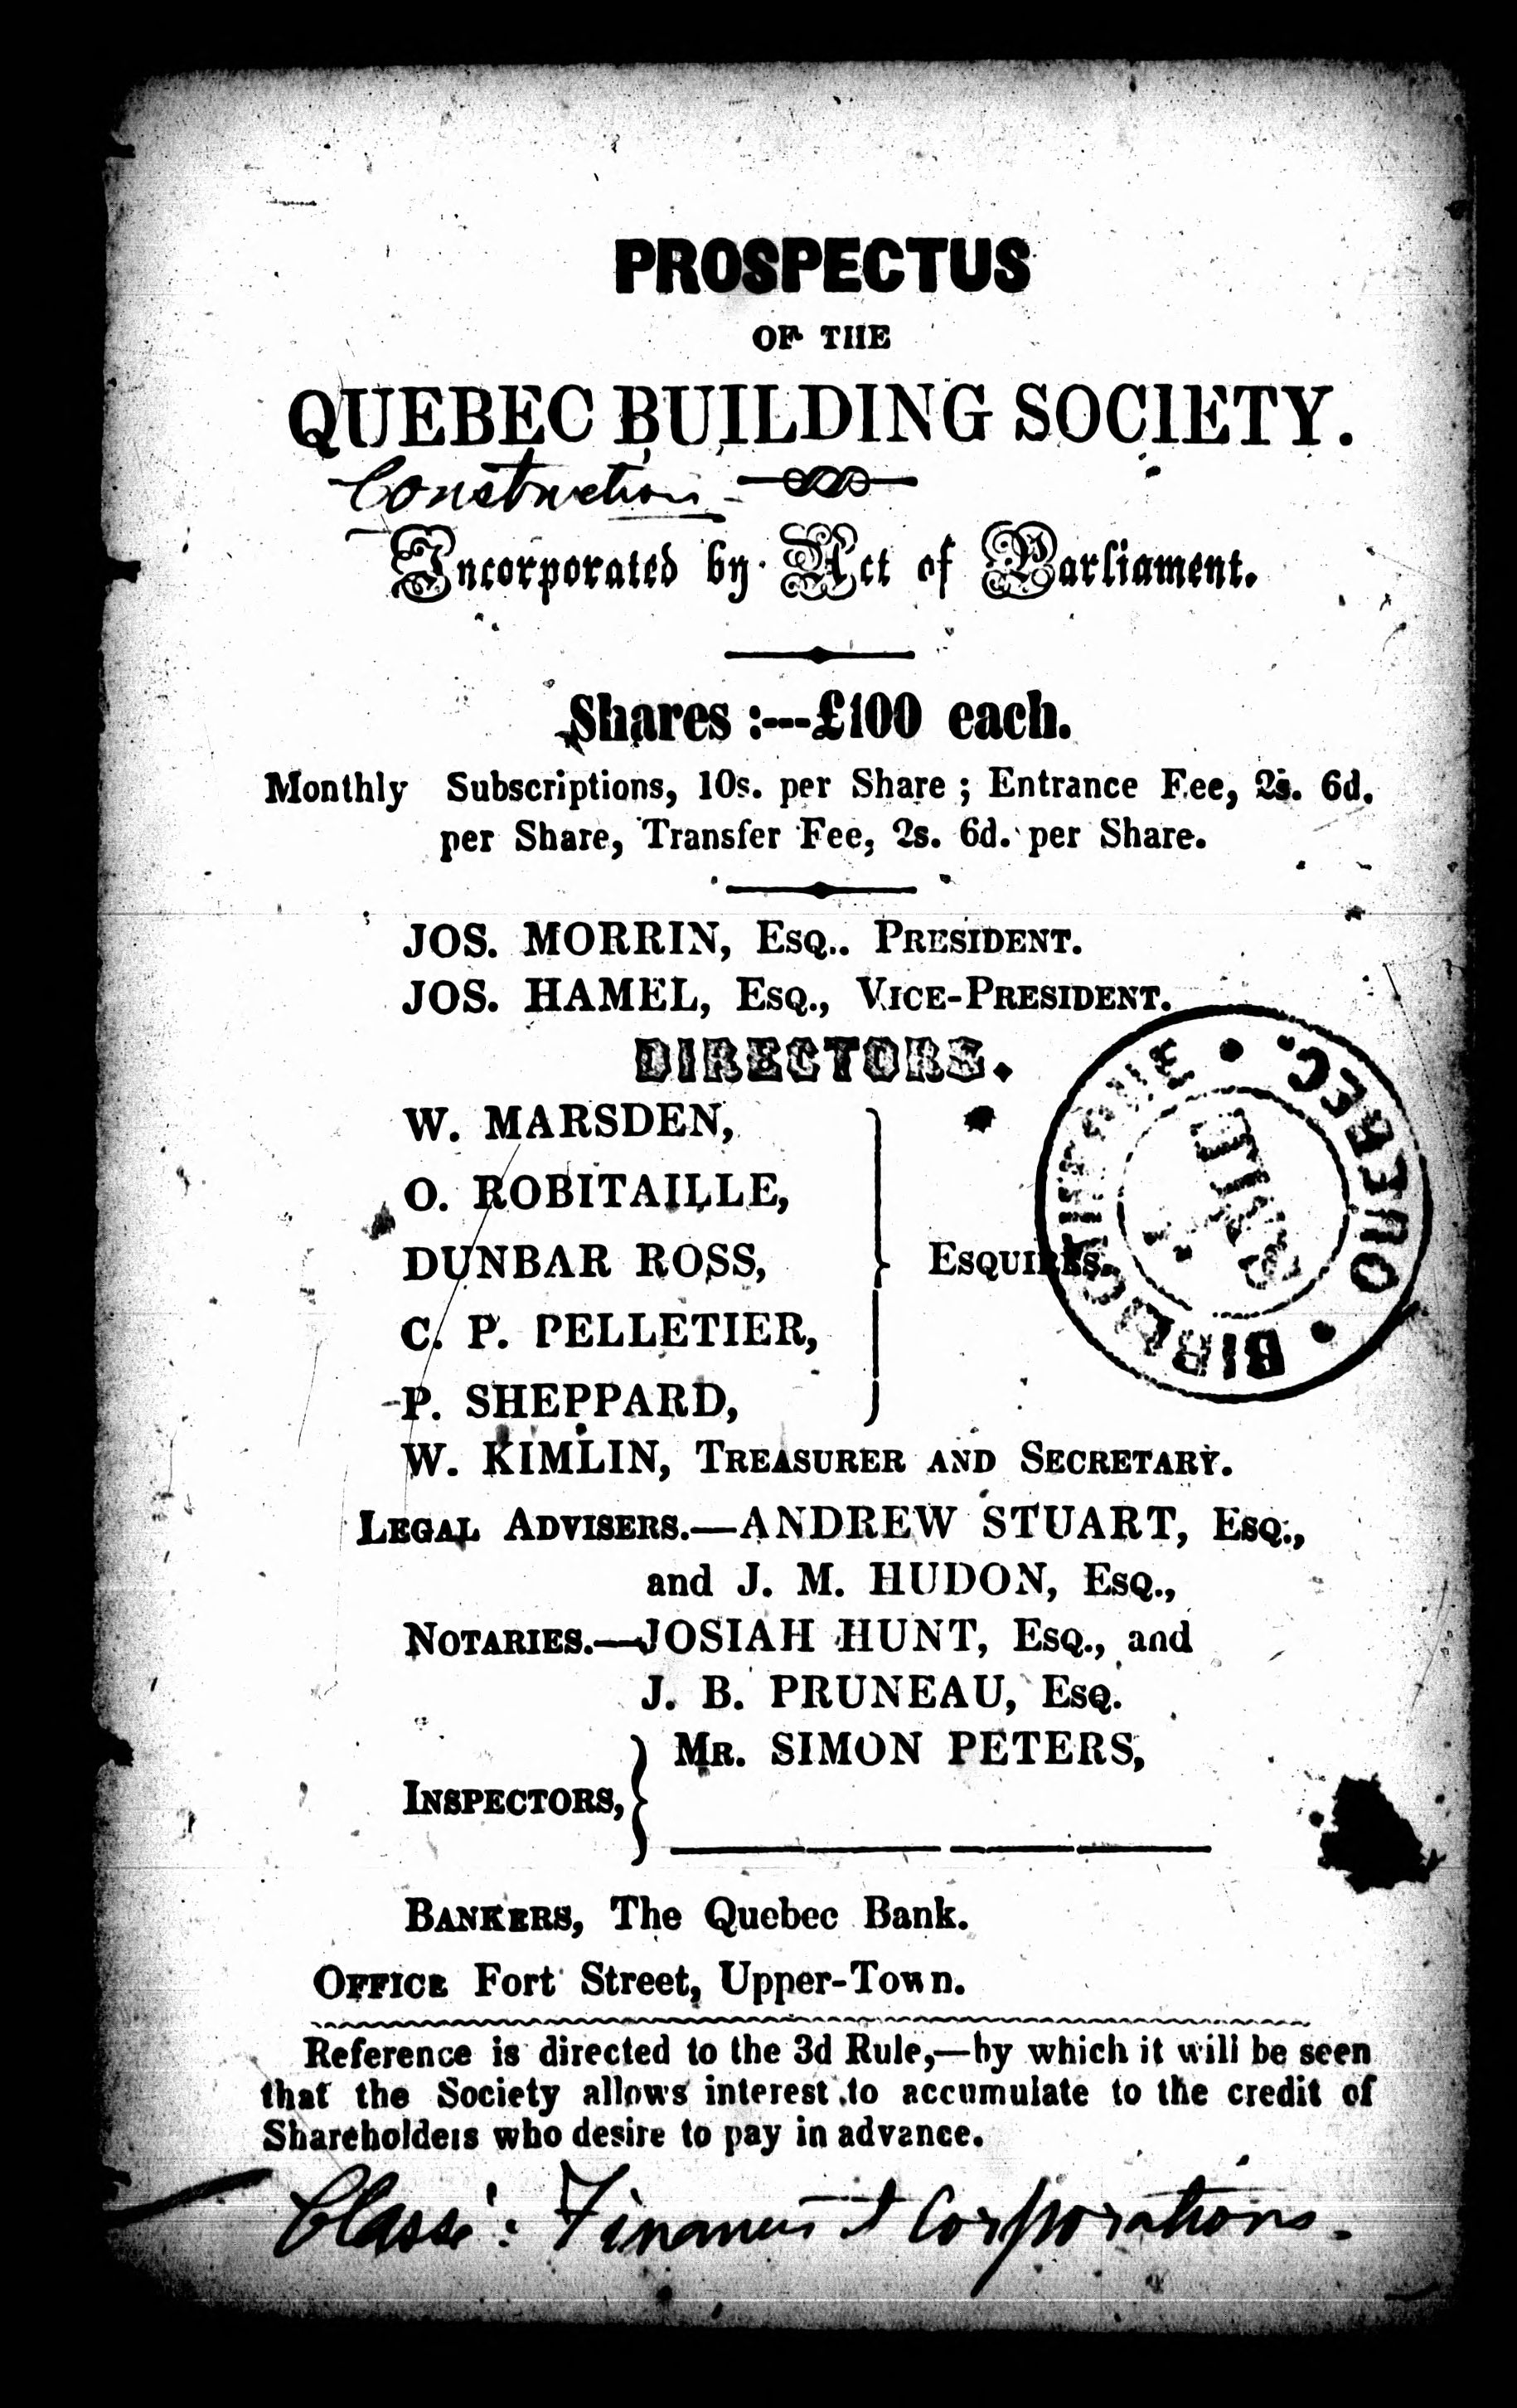 PROSPECTUS
OF THE
QUEBEC BUILDING SOCIETY.
Construction
Incorporated by Act of Parliament.
Shares :—£100 each.
Monthly Subscriptions, 10s. per Share ; Entrance Fee, 2s. 6d.
per Share, Transfer Fee, 2s. 6d. per Share.
JOS. MORRIN, Esq.. President.
JOS. HAMEL, Esq., Vice-President.
DIRECTORS.
W. MARSDEN,
O. ROBITAILLE,
DUNBAR ROSS,
C. P. PELLETIER,
P. SHEPPARD,
Esquires.
QUEBEC.
W. KIMLIN, Treasurer and Secretary.
Legal Advisers.—ANDREW STUART, Esq.,
and J. M. HUDON, Esq.,
Notaries.—JOSIAH HUNT, Esq., and
J. B. PRUNEAU, Esq.
Mr. SIMON PETERS,
Inspectors,
Bankers, The Quebec Bank.
Office Fort Street, Upper-Town.
Reference is directed to the 3d Rule,—by which it will be seen
that the Society allows interest to accumulate to the credit of
Shareholders who desire to pay in advance.
Classé : Finances et Corporations.